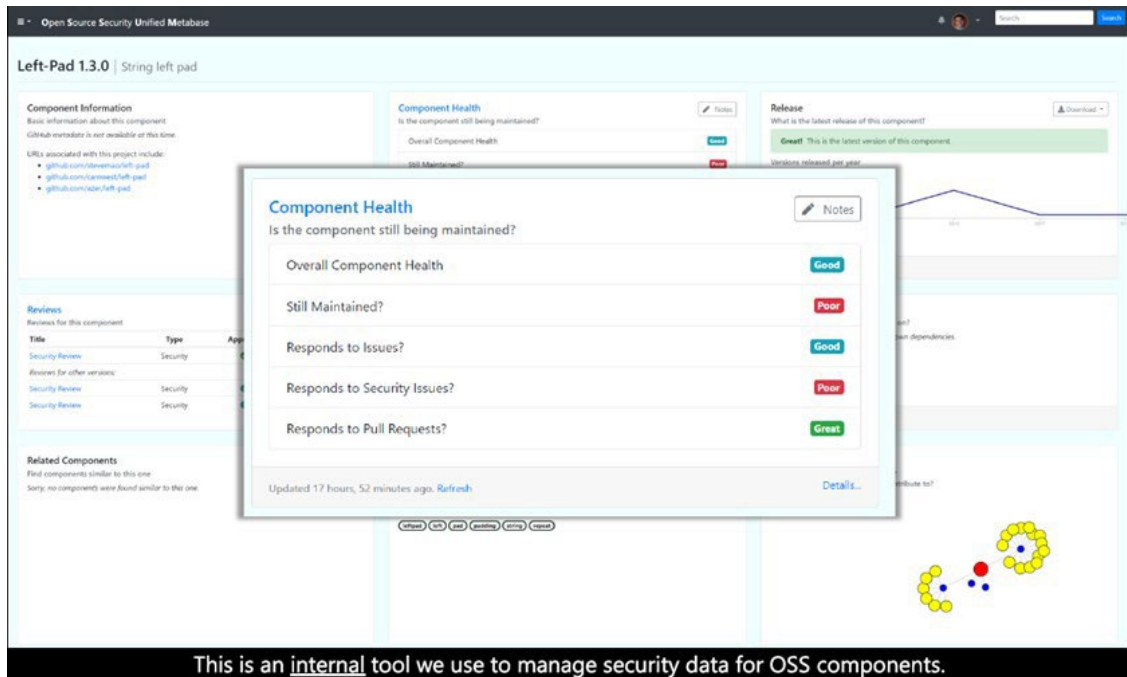 Open Source Security Unified Metabase
Search
Search
Left-Pad 1.3.0 | String left pad
Component Information
Basic information about this component
GitHub metadata is not available at this time.
URLs associated with this project include:
github.com/stevemao/left-pad
github.com/azer/left-pad
Component Health
Is the component still being maintained?
Notes
Overall Component Health
Good
Still Maintained?
Poor
Release
What is the latest release of this component?
Download
Great! This is the latest version of this component.
Versions released per year
Component Health
Notes
Is the component still being maintained?
Overall Component Health Good
Still Maintained? Poor
Responds to Issues? Good
Responds to Security Issues? Poor
Responds to Pull Requests? Great
Updated 17 hours, 52 minutes ago. Refresh
Details...
Reviews
Reviews for this component
Title Type
Security Review Security
Reviews for other versions:
Security Review Security
Security Review Security
on?
own dependencies.
Related Components
Find components similar to this one
Sorry, no components were found similar to this one.
leftpad left pad padding string repeat
This is an internal tool we use to manage security data for OSS components.